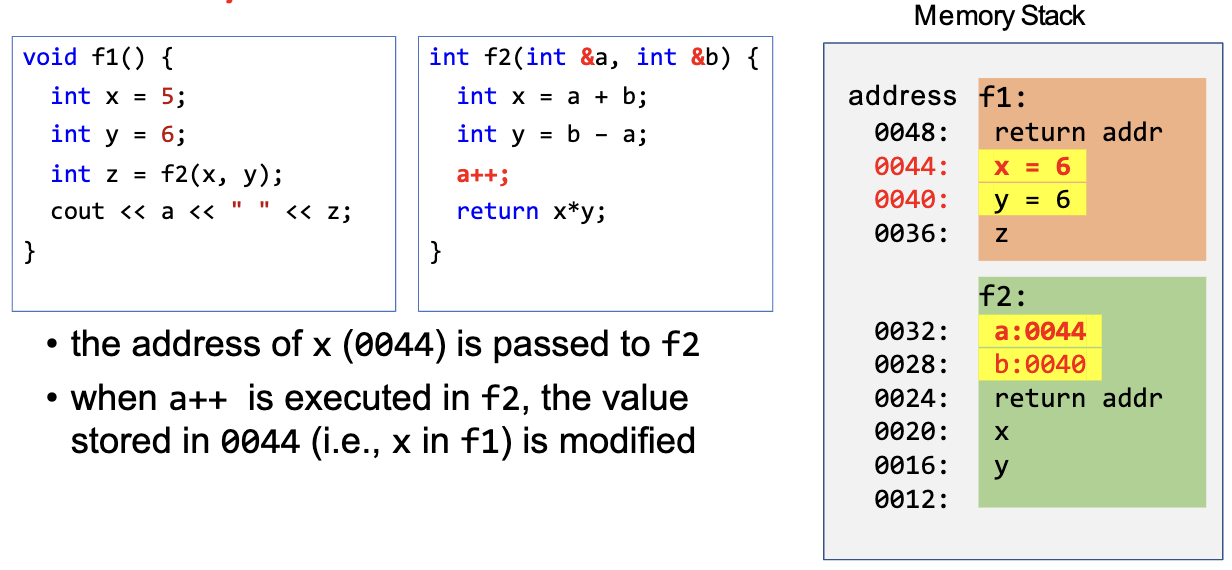 Memory Stack
void f1() {
int x = 5;
int y = 6;
int z = f2(x, y);
cout << a << " " << z;
}
int f2(int &a, int &b) {
int x = a + b;
int y = b - a;
a++;
return x*y;
}
• the address of x (0044) is passed to f2
• when a++ is executed in f2, the value
stored in 0044 (i.e., x in f1) is modified
address f1:
0048: return addr
0044: x = 6
0040: y = 6
0036: z
f2:
0032: a:0044
0028: b:0040
0024: return addr
0020: x
0016: y
0012: